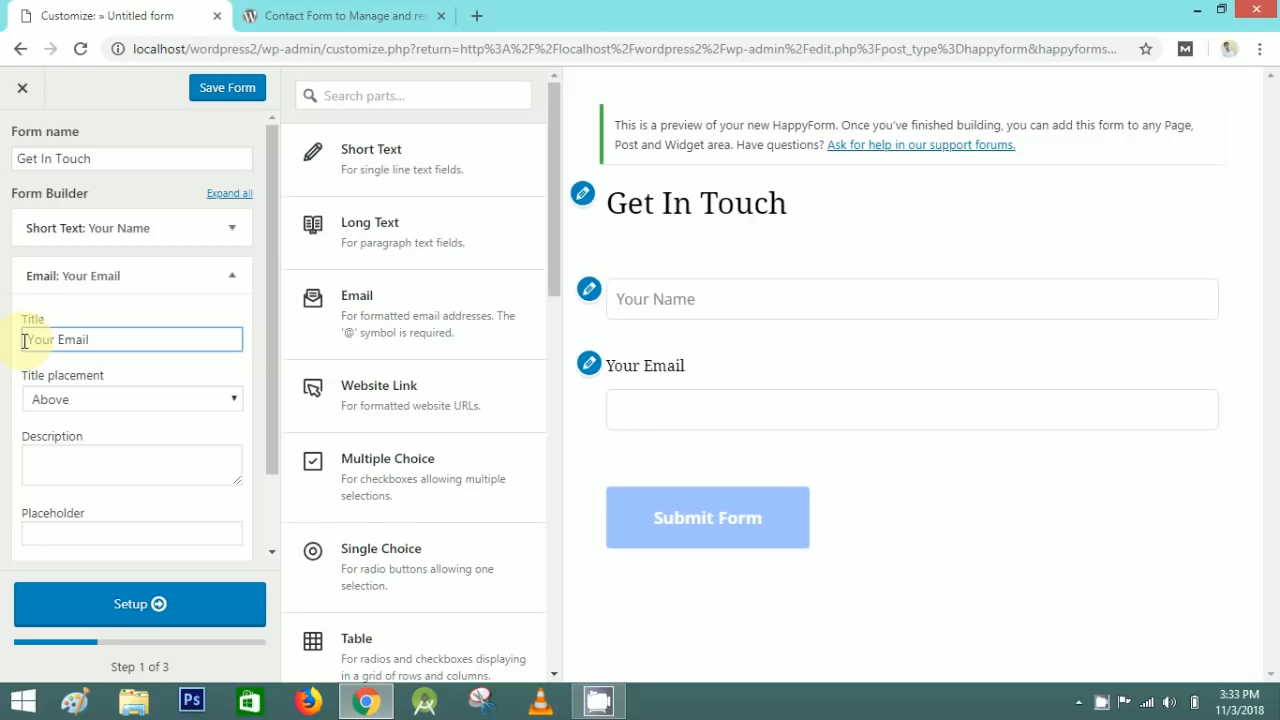 Customize: » Untitled form
Contact Form to Manage and res
localhost/wordpress2/wp-admin/customize.php?return=http%3A%2F%2Flocalhost%2Fwordpress2%2Fwp-admin%2Fedit.php%3Fpost_type%3Dhappyform&happyforms...
Save Form
Form name
Get In Touch
Form Builder
Expand all
Short Text: Your Name
Email: Your Email
Title
Your Email
Title placement
Above
Description
Placeholder
Setup
Step 1 of 3
Search parts...
Short Text
For single line text fields.
Long Text
For paragraph text fields.
Email
For formatted email addresses. The
'@' symbol is required.
Website Link
For formatted website URLs.
Multiple Choice
For checkboxes allowing multiple
selections.
Single Choice
For radio buttons allowing one
selection.
Table
For radios and checkboxes displaying
in a grid of rows and columns.
This is a preview of your new HappyForm. Once you've finished building, you can add this form to any Page,
Post and Widget area. Have questions? Ask for help in our support forums.
Get In Touch
Your Name
Your Email
Submit Form
Ps
3:33 PM
11/3/2018